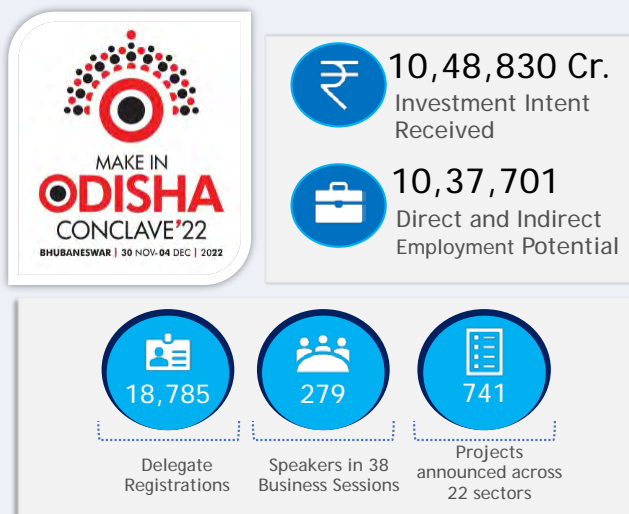 MAKE IN
ODISHA
CONCLAVE'22
BHUBANESWAR | 30 NOV-04 DEC | 2022
₹
10,48,830 Cr.
Investment Intent
Received
10,37,701
Direct and Indirect
Employment Potential
18,785
Delegate
Registrations
279
Speakers in 38
Business Sessions
741
Projects
announced across
22 sectors